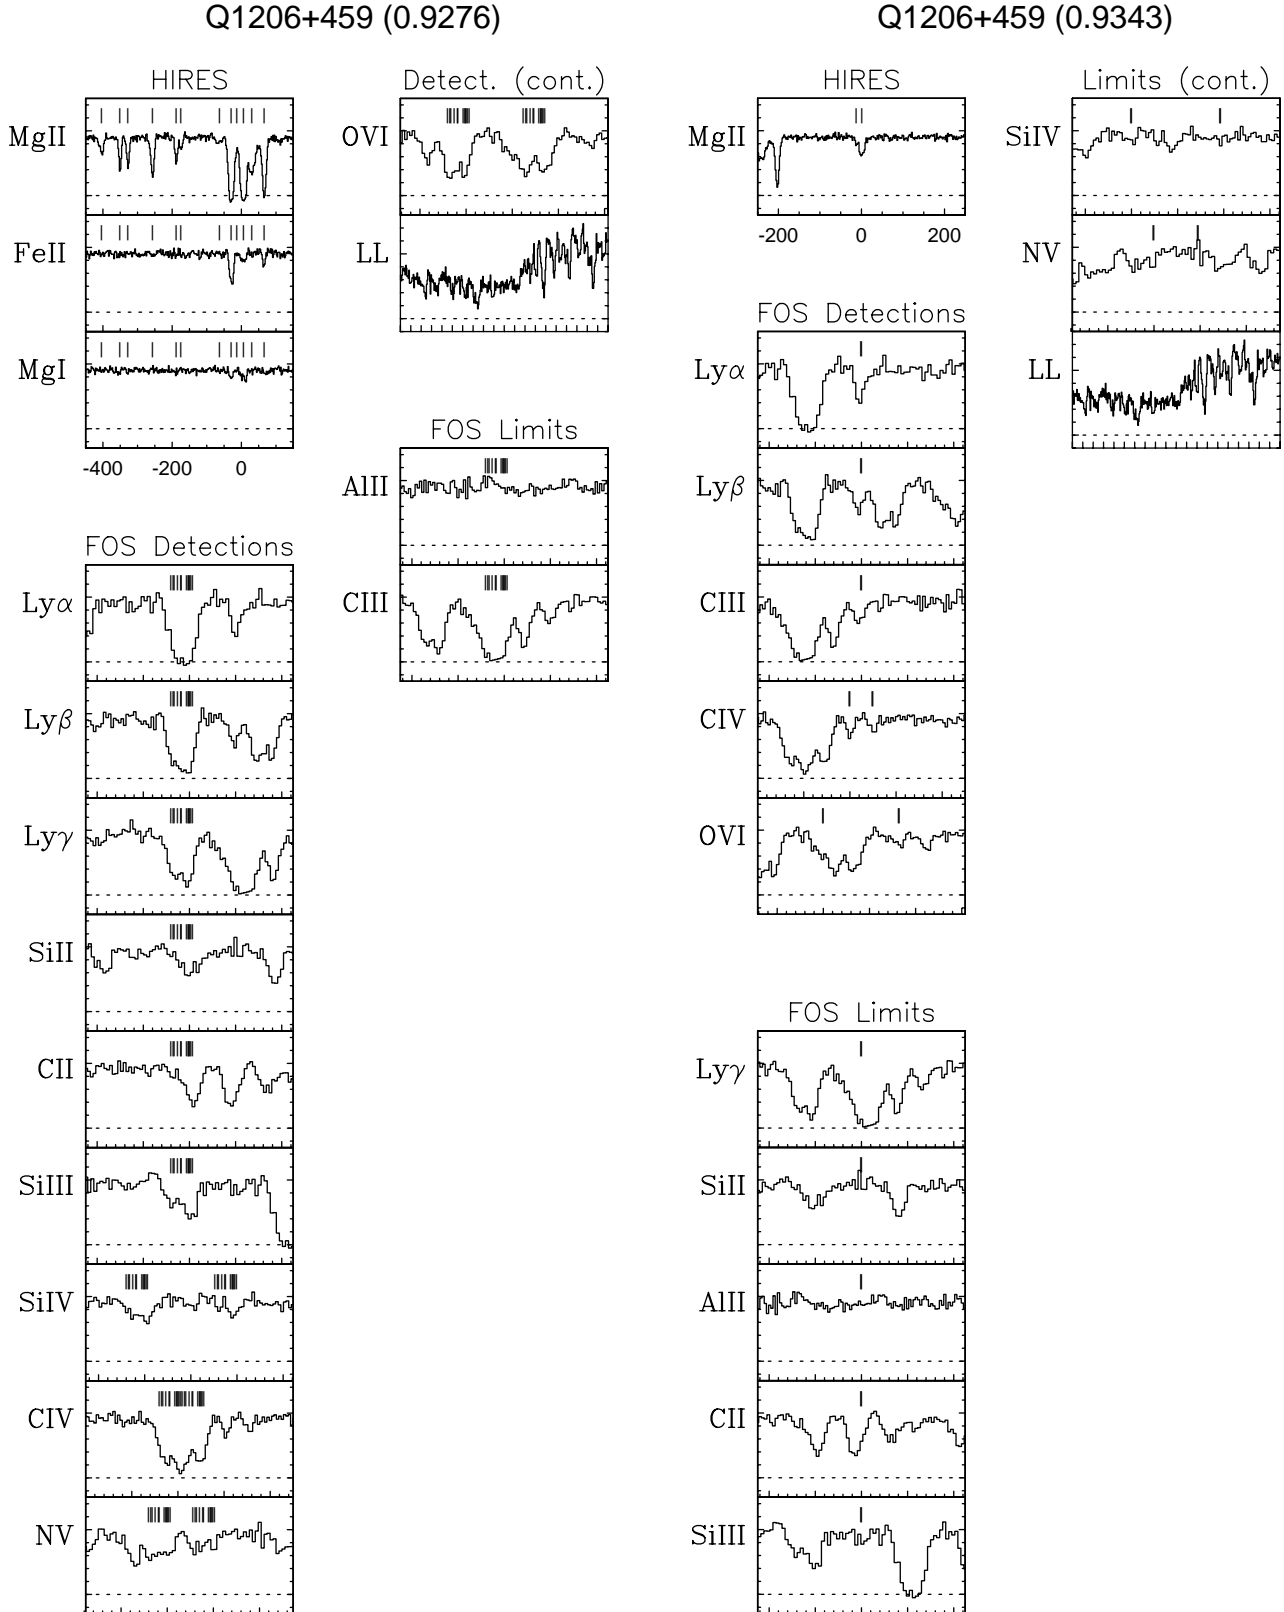 Q1206+459 (0.9276)
HIRES
MgII
FeII
MgI
-400 -200 0
FOS Detections
Lyα
Lyβ
Lyγ
SiII
CII
SiIII
SiIV
CIV
NV
Detect. (cont.)
OVI
LL
FOS Limits
AlII
CIII
Q1206+459 (0.9343)
HIRES
MgII
-200 0 200
FOS Detections
Lyα
Lyβ
CIII
CIV
OVI
FOS Limits
Lyγ
SiII
AlII
CII
SiIII
Limits (cont.)
SiIV
NV
LL